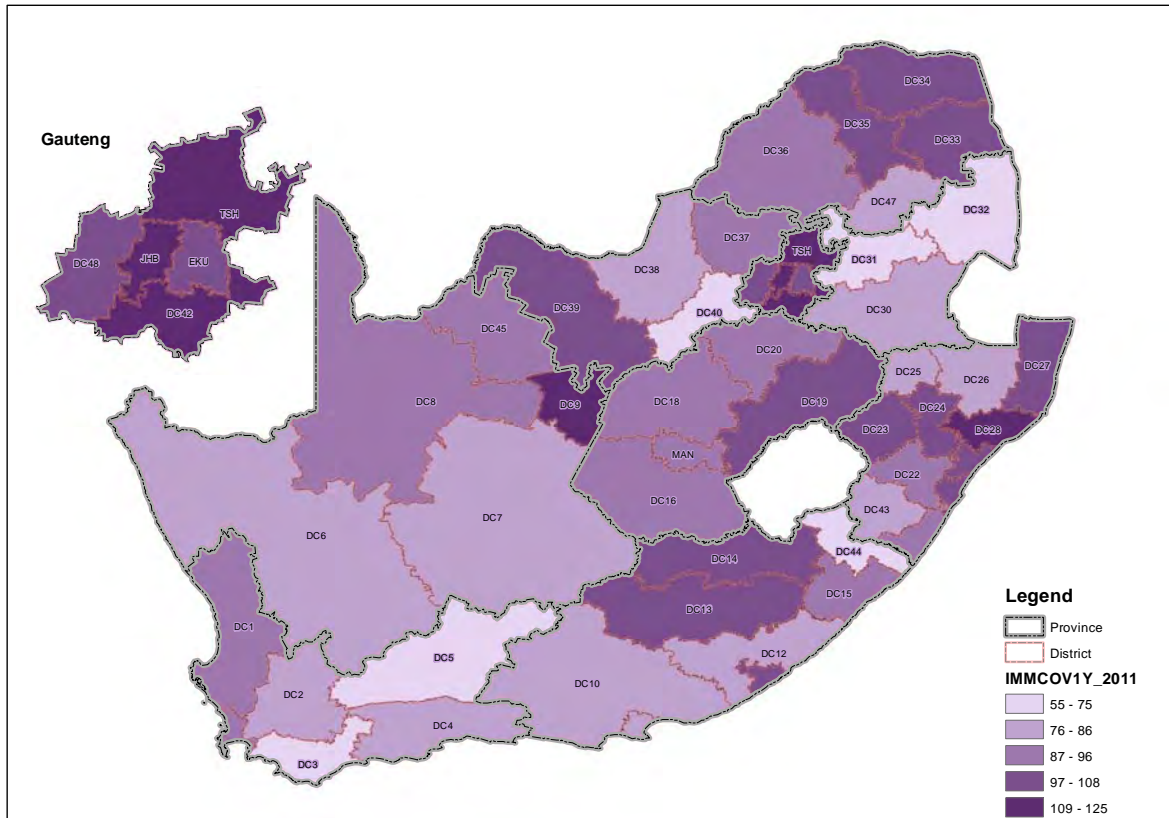 Gauteng
TSH
JHB
EKU
DC48
DC42
DC34
DC35
DC33
DC36
DC47
DC32
DC37
TSH
DC31
DC38
DC39
DC40
DC30
DC45
DC20
DC25
DC26
DC27
DC8
DC9
DC18
DC19
DC24
DC28
DC23
MAN
DC22
DC16
DC43
DC7
DC6
DC44
DC14
DC15
DC13
DC1
DC5
DC12
DC2
DC10
DC4
DC3
Legend
Province
District
IMMCOV1Y_2011
55 - 75
76 - 86
87 - 96
97 - 108
109 - 125